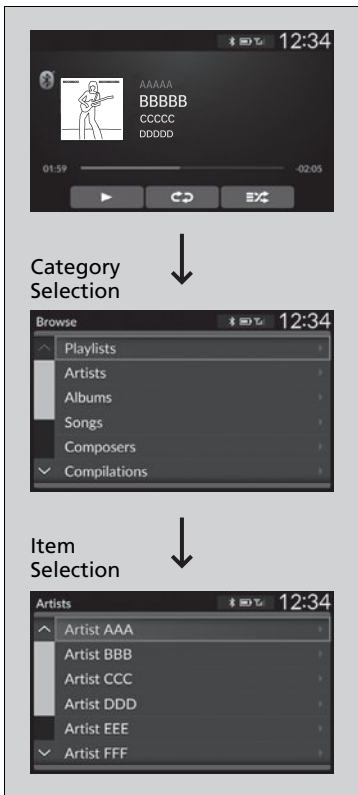 12:34
AAAAA
BBBBB
CCCCC
DDDDD
01:59 -02:05
Category
Selection
Browse 12:34
Playlists
Artists
Albums
Songs
Composers
Compilations
Item
Selection
Artists 12:34
Artist AAA
Artist BBB
Artist CCC
Artist DDD
Artist EEE
Artist FFF